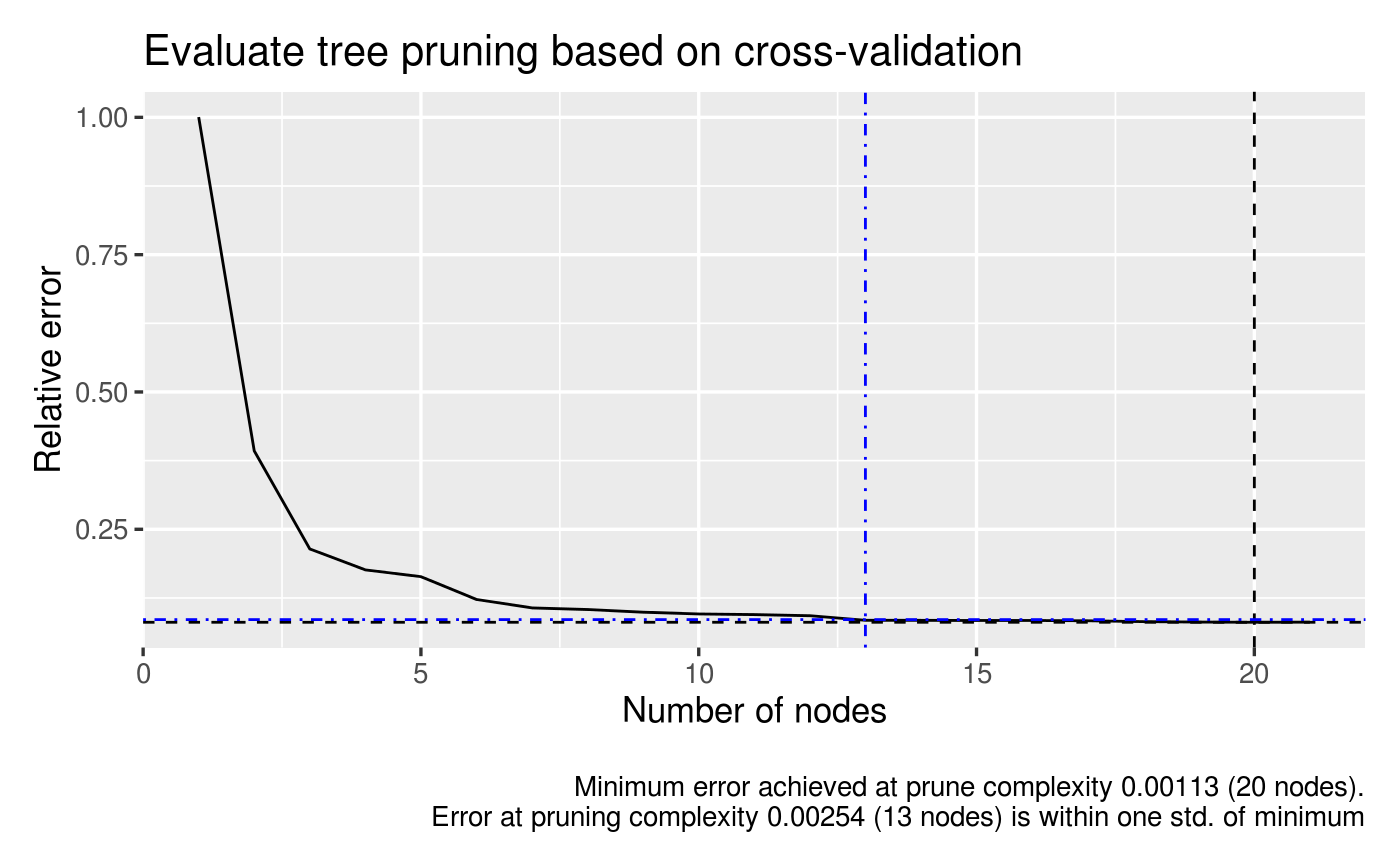 Evaluate tree pruning based on cross-validation
1.00
0.75
0.50
0.25
Relative error
0 5 10 15 20
Number of nodes
Minimum error achieved at prune complexity 0.00113 (20 nodes).
Error at pruning complexity 0.00254 (13 nodes) is within one std. of minimum